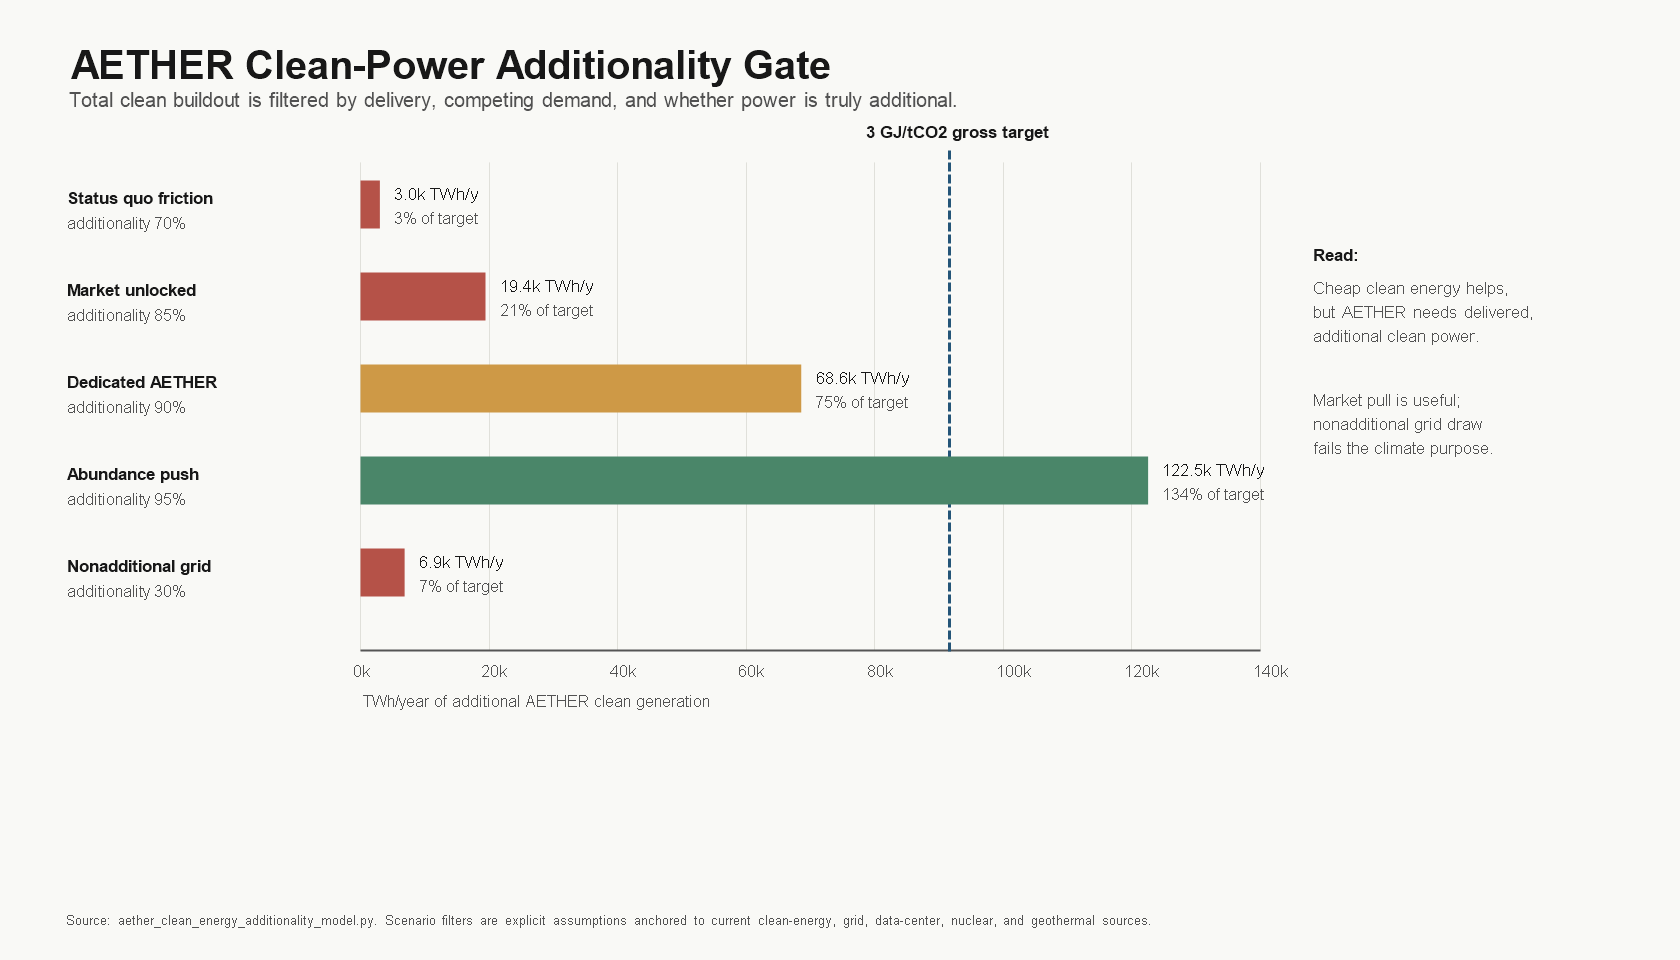 AETHER Clean-Power Additionality Gate
Total clean buildout is filtered by delivery, competing demand, and whether power is truly additional.
3 GJ/tCO2 gross target
Status quo friction
additionality 70%
3.0k TWh/y
3% of target
Market unlocked
additionality 85%
19.4k TWh/y
21% of target
Dedicated AETHER
additionality 90%
68.6k TWh/y
75% of target
Abundance push
additionality 95%
122.5k TWh/y
134% of target
Nonadditional grid
additionality 30%
6.9k TWh/y
7% of target
0k 20k 40k 60k 80k 100k 120k 140k
TWh/year of additional AETHER clean generation
Read:
Cheap clean energy helps,
but AETHER needs delivered,
additional clean power.
Market pull is useful;
nonadditional grid draw
fails the climate purpose.
Source: aether_clean_energy_additionality_model.py. Scenario filters are explicit assumptions anchored to current clean-energy, grid, data-center, nuclear, and geothermal sources.